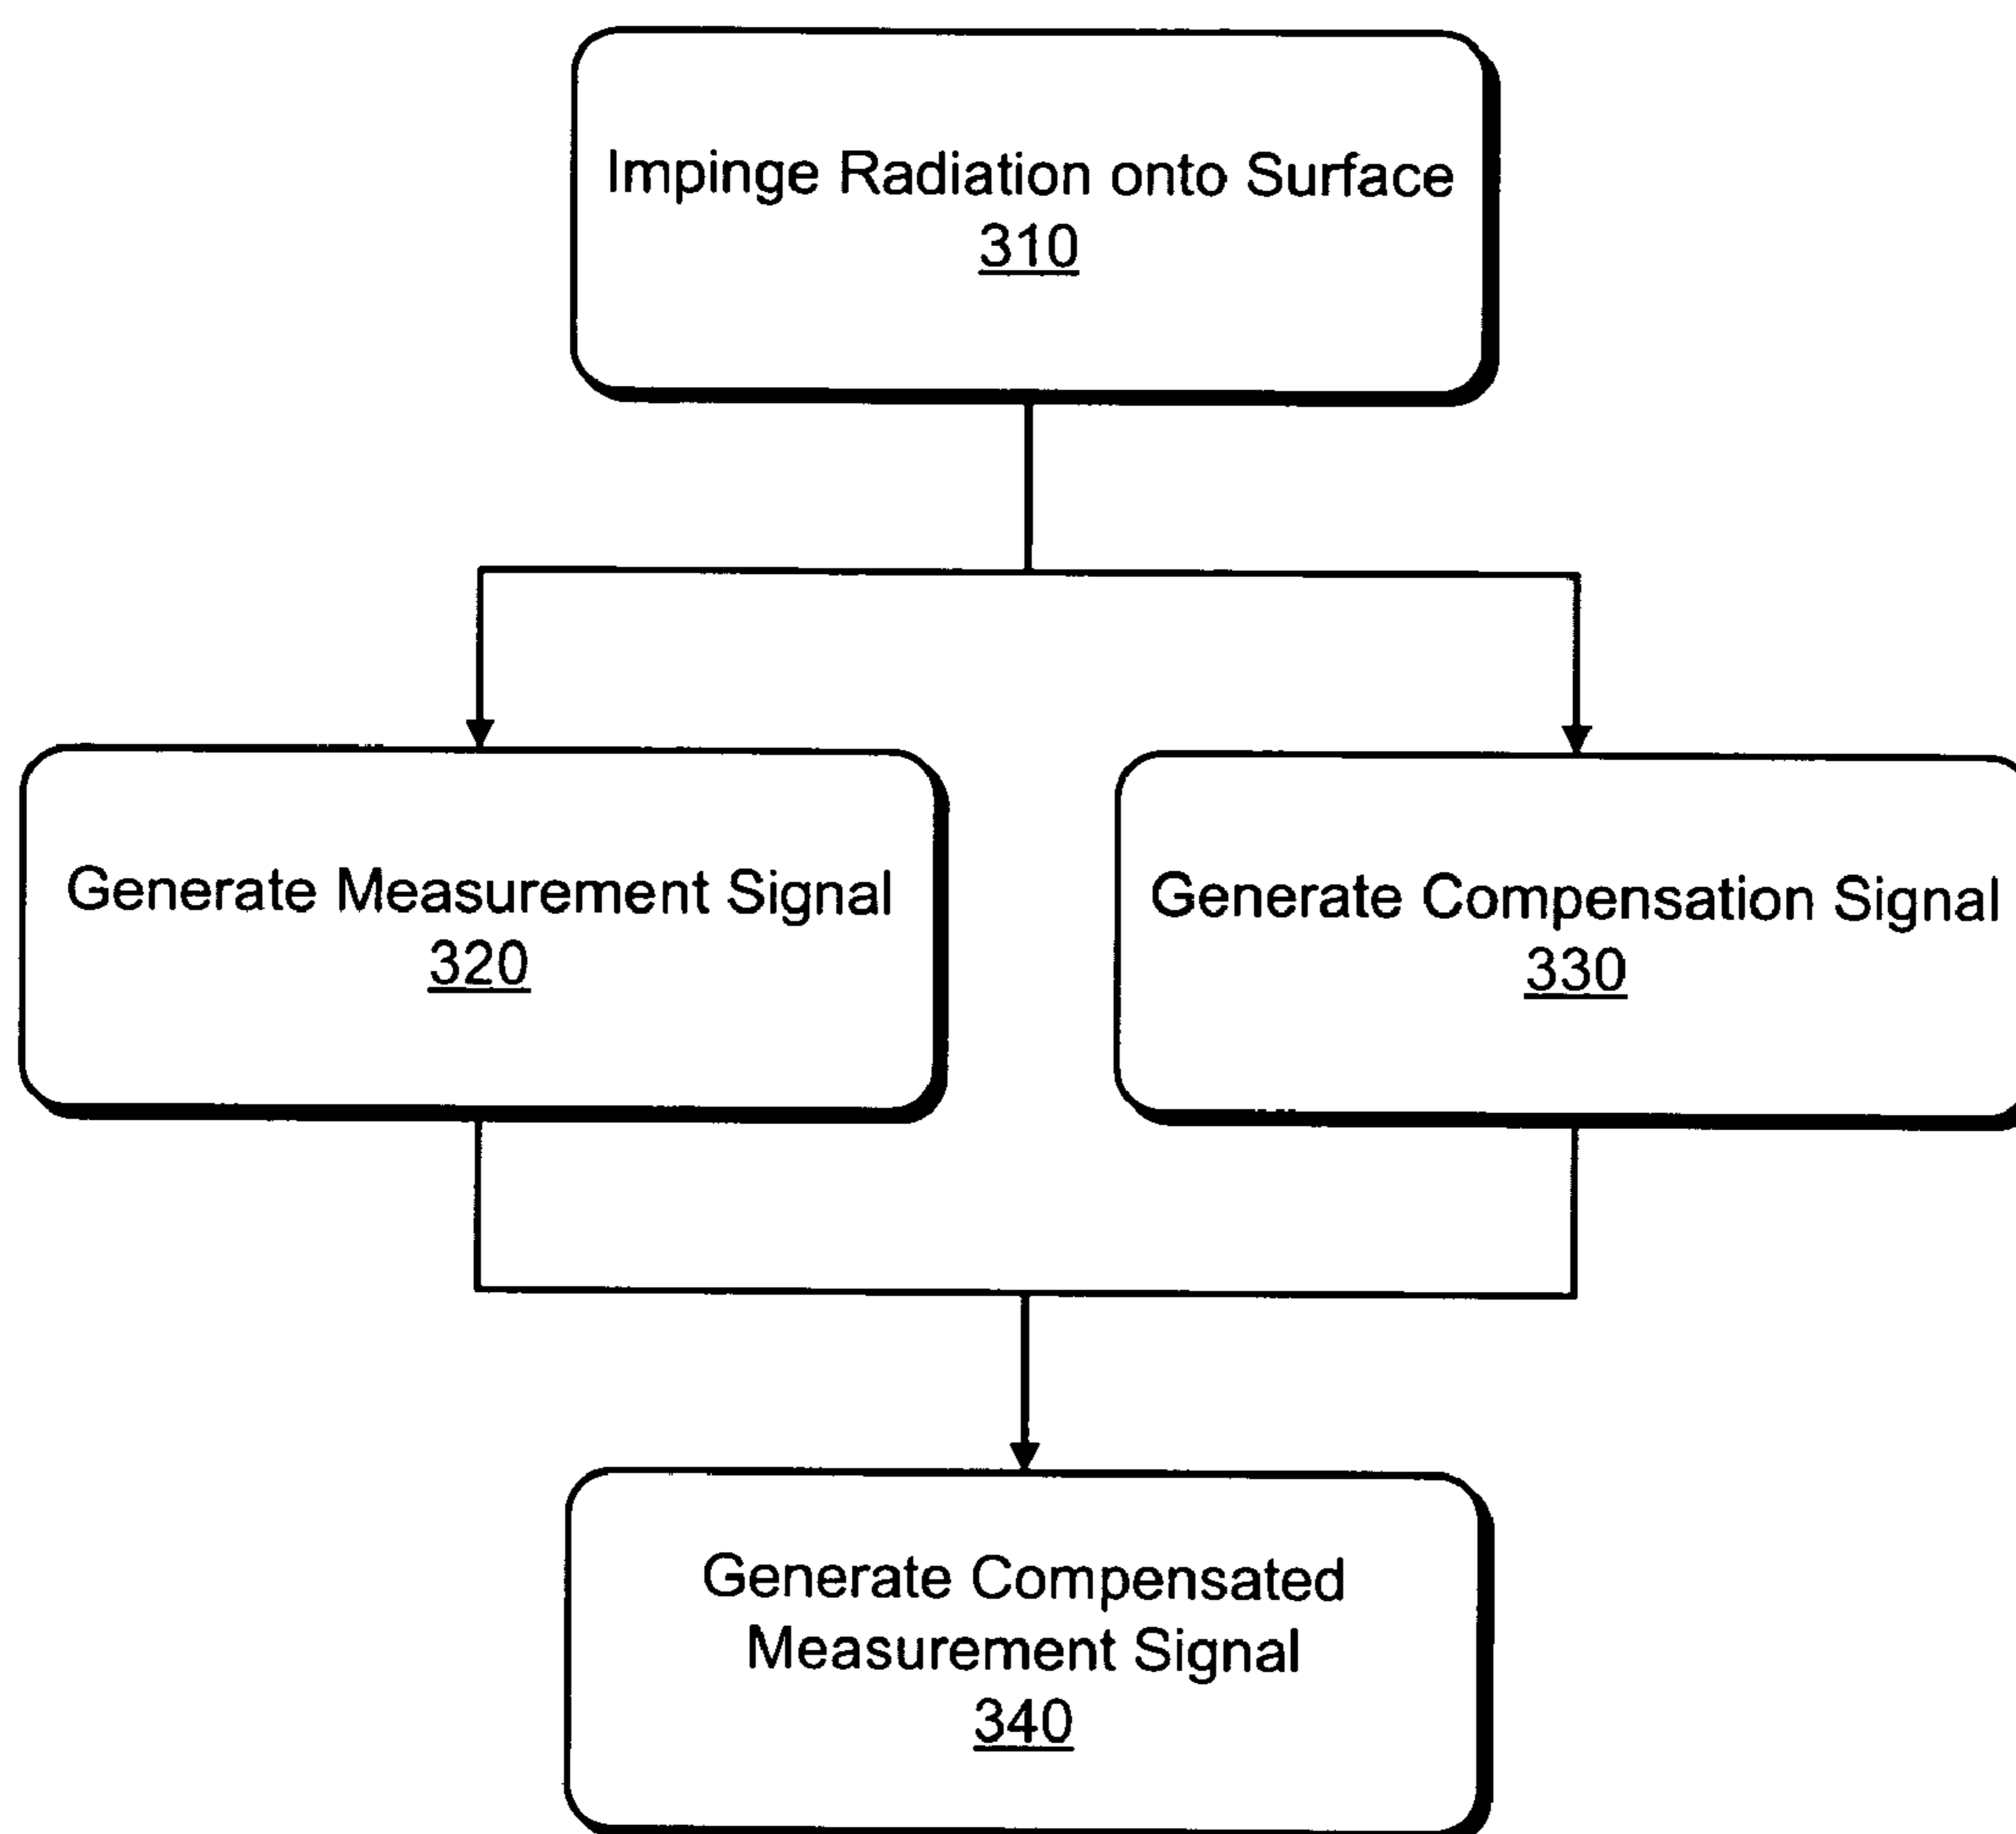 Impinge Radiation onto Surface
310
Generate Measurement Signal
320
Generate Compensation Signal
330
Generate Compensated
Measurement Signal
340